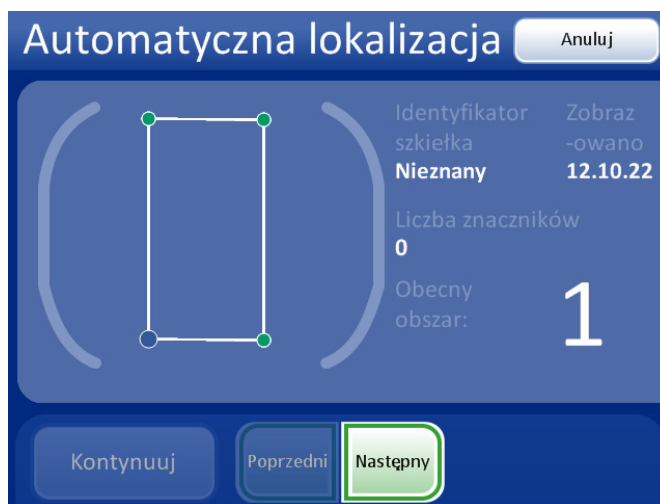 Automatyczna lokalizacja
Anuluj
Identyfikator
szkiełka
Nieznany
Zobraz
-owano
12.10.22
Liczba znaczników
0
Obecny
obszar:
1
Kontynuuj
Poprzedni
Następny